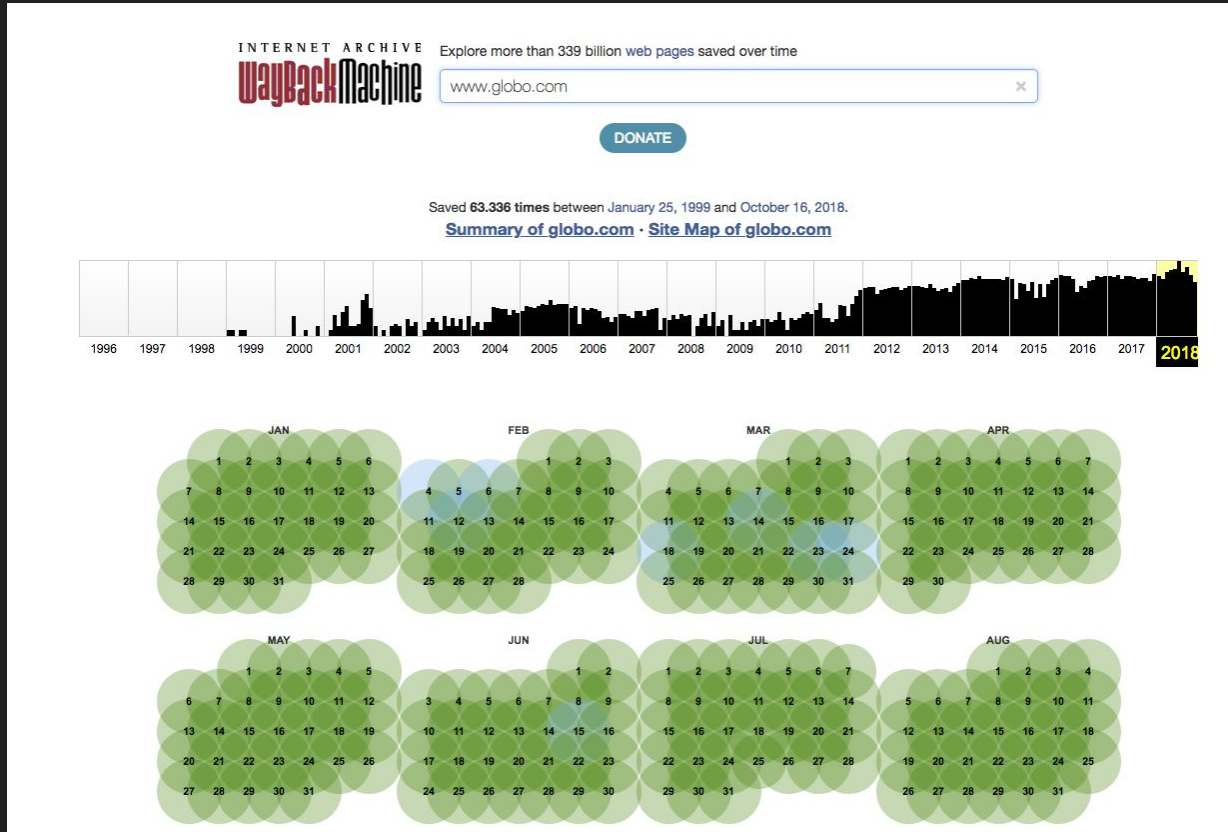 INTERNET ARCHIVE
WayBackMachine
Explore more than 339 billion web pages saved over time
www.globo.com ×
DONATE
Saved 63.336 times between January 25, 1999 and October 16, 2018.
Summary of globo.com · Site Map of globo.com
1996 1997 1998 1999 2000 2001 2002 2003 2004 2005 2006 2007 2008 2009 2010 2011 2012 2013 2014 2015 2016 2017 2018
JAN
1 2 3 4 5 6
7 8 9 10 11 12 13
14 15 16 17 18 19 20
21 22 23 24 25 26 27
28 29 30 31
FEB
1 2 3
4 5 6 7 8 9 10
11 12 13 14 15 16 17
18 19 20 21 22 23 24
25 26 27 28
MAR
1 2 3
4 5 6 7 8 9 10
11 12 13 14 15 16 17
18 19 20 21 22 23 24
25 26 27 28 29 30 31
APR
1 2 3 4 5 6 7
8 9 10 11 12 13 14
15 16 17 18 19 20 21
22 23 24 25 26 27 28
29 30
MAY
1 2 3 4 5
6 7 8 9 10 11 12
13 14 15 16 17 18 19
20 21 22 23 24 25 26
27 28 29 30 31
JUN
1 2
3 4 5 6 7 8 9
10 11 12 13 14 15 16
17 18 19 20 21 22 23
24 25 26 27 28 29 30
JUL
1 2 3 4 5 6 7
8 9 10 11 12 13 14
15 16 17 18 19 20 21
22 23 24 25 26 27 28
29 30 31
AUG
1 2 3 4
5 6 7 8 9 10 11
12 13 14 15 16 17 18
19 20 21 22 23 24 25
26 27 28 29 30 31